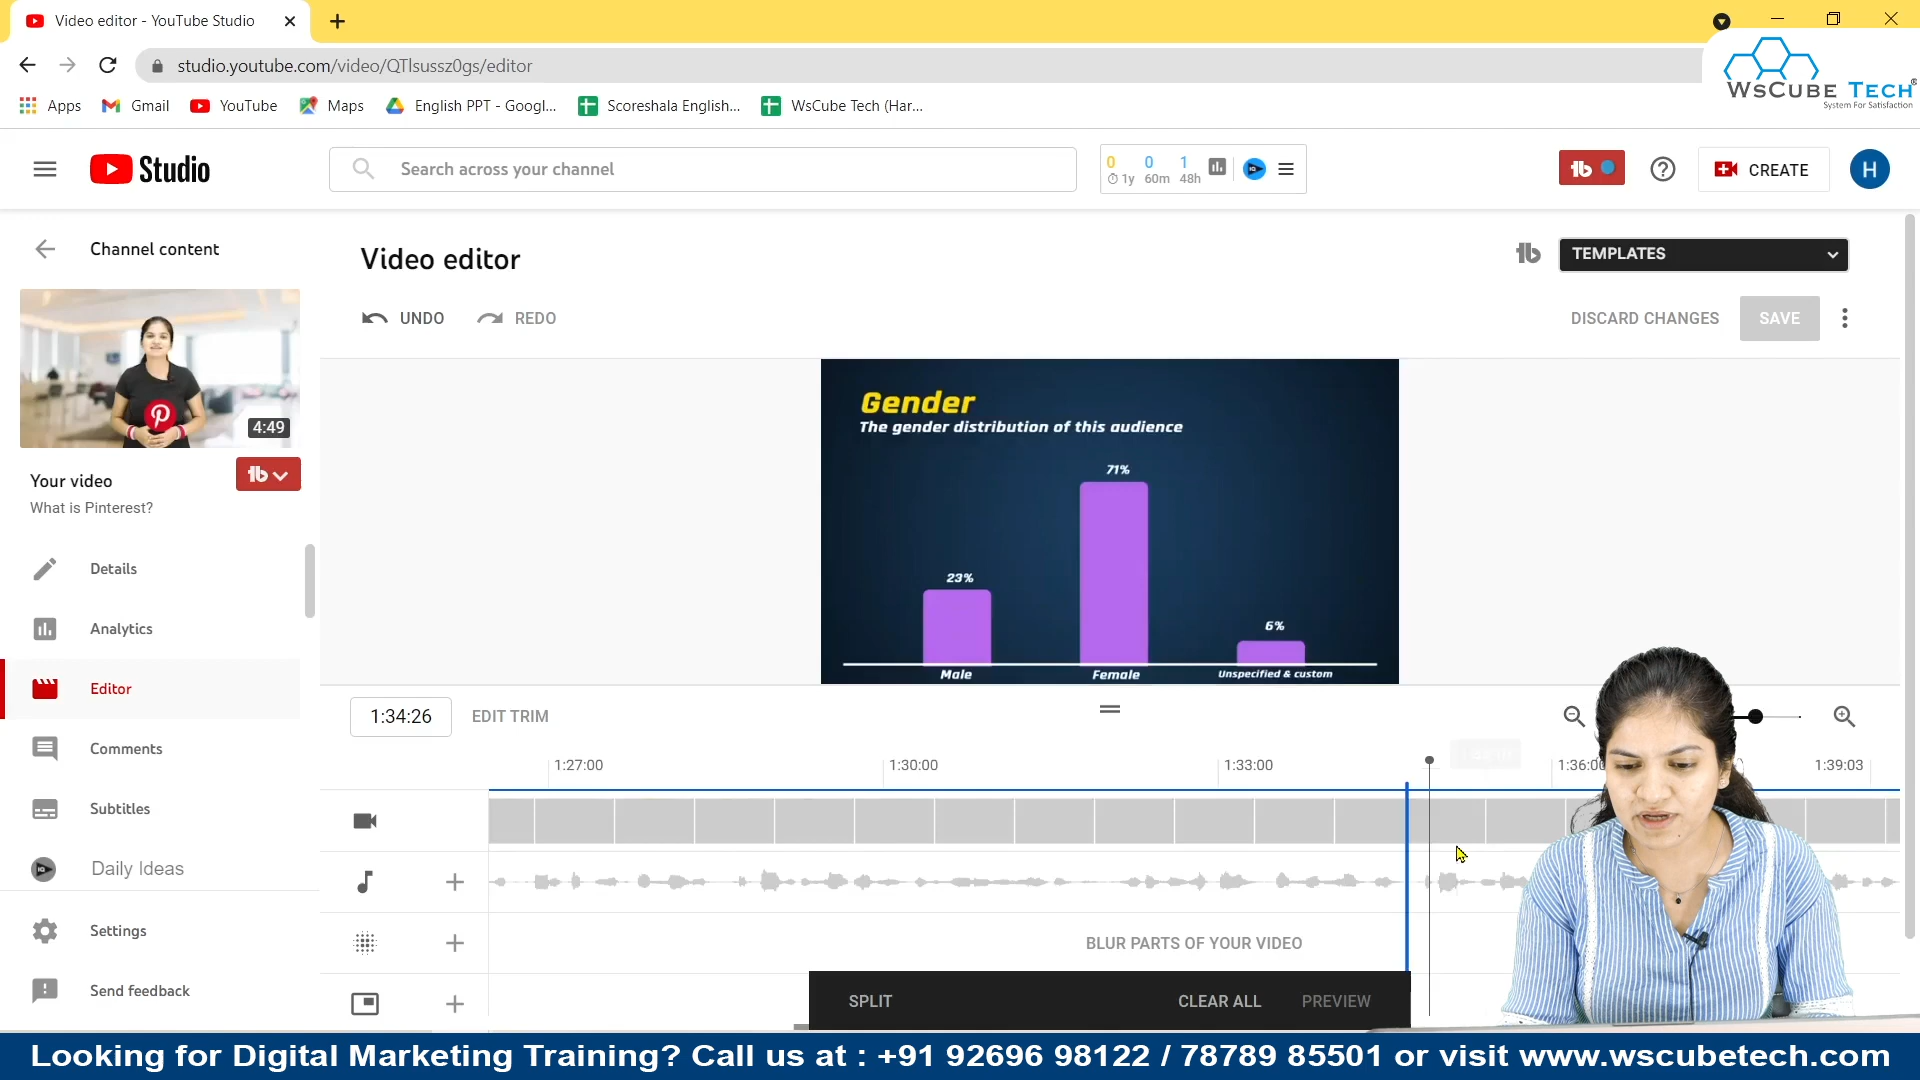 Video editor - YouTube Studio
studio.youtube.com/video/QTlsussz0gs/editor
WsCube Tech®
System For Satisfaction
Apps
Gmail
YouTube
Maps
English PPT - Googl...
Scoreshala English...
WsCube Tech (Har...
Studio
Search across your channel
0 0 1
1y 60m 48h
tb
CREATE
H
Channel content
Video editor
tb
TEMPLATES
UNDO
REDO
DISCARD CHANGES
SAVE
4:49
Your video
tb
What is Pinterest?
Gender
The gender distribution of this audience
71%
23%
6%
Male
Female
Unspecified & custom
Details
Analytics
Editor
Comments
Subtitles
Daily Ideas
Settings
Send feedback
1:34:26
EDIT TRIM
1:27:00
1:30:00
1:33:00
1:36:00
1:39:03
BLUR PARTS OF YOUR VIDEO
SPLIT
CLEAR ALL
PREVIEW
Looking for Digital Marketing Training? Call us at : +91 92696 98122 / 78789 85501 or visit www.wscubetech.com